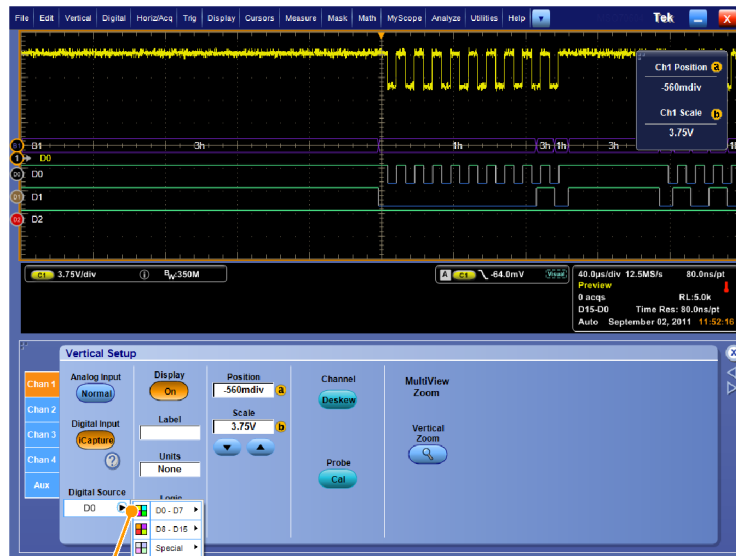 File Edit Vertical Digital Horiz/Acq Trig Display Cursors Measure Mask Math MyScope Analyze Utilities Help Tek X
Ch1 Position a
-560mdiv
Ch1 Scale b
3.75V
B1 B1 3h 1h 3h 1h 3h
1 D0
D0 D0
D1 D1
D2 D2
C1 3.75V/div BW:350M
A C1 -64.0mV Visual
40.0µs/div 12.5MS/s 80.0ns/pt
Preview
0 acqs RL:5.0k
D15-D0 Time Res: 80.0ns/pt
Auto September 02, 2011 11:52:16
Vertical Setup X
Chan 1
Chan 2
Chan 3
Chan 4
Aux
Analog Input
Normal
Digital Input
iCapture
?
Digital Source
D0
Display
On
Label
Units
None
Position
-560mdiv a
Scale
3.75V b
Channel
Deskew
Probe
Cal
MultiView
Zoom
Vertical
Zoom
D0 - D7
D8 - D15
Special